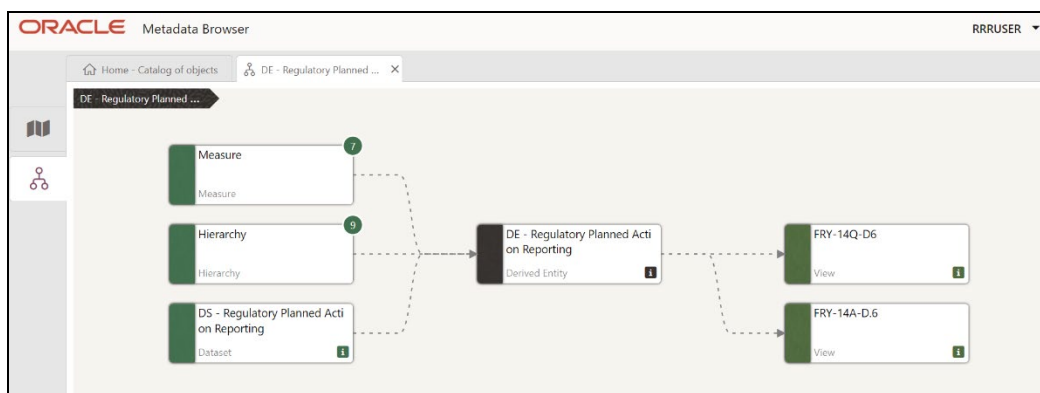 ORACLE Metadata Browser
RRRUSER
Home - Catalog of objects
DE - Regulatory Planned ... X
DE - Regulatory Planned ...
7
Measure
Measure
9
Hierarchy
Hierarchy
DS - Regulatory Planned Acti
on Reporting
Dataset
i
DE - Regulatory Planned Acti
on Reporting
Derived Entity
i
FRY-14Q-D6
View
i
FRY-14A-D.6
View
i